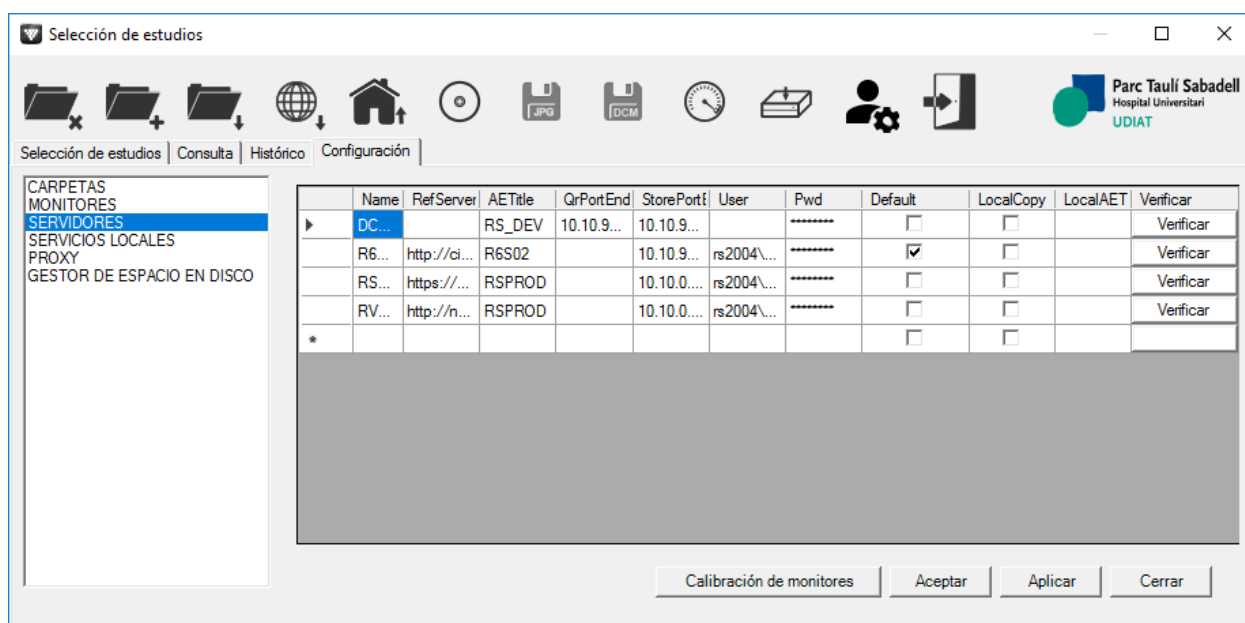 Selección de estudios
JPG
DCM
Parc Taulí Sabadell
Hospital Universitari
UDIAT
Selección de estudios Consulta Histórico Configuración
CARPETAS
MONITORES
SERVIDORES
SERVICIOS LOCALES
PROXY
GESTOR DE ESPACIO EN DISCO
Name RefServer AETitle QrPortEnd StorePortE User Pwd Default LocalCopy LocalAET Verificar
DC... RS_DEV 10.10.9... 10.10.9... ******** Verificar
R6... http://ci... R6S02 10.10.9... rs2004\... ******** Verificar
RS... https://... RSPROD 10.10.0.... rs2004\... ******** Verificar
RV... http://n... RSPROD 10.10.0.... rs2004\... ******** Verificar
*
Calibración de monitores Aceptar Aplicar Cerrar